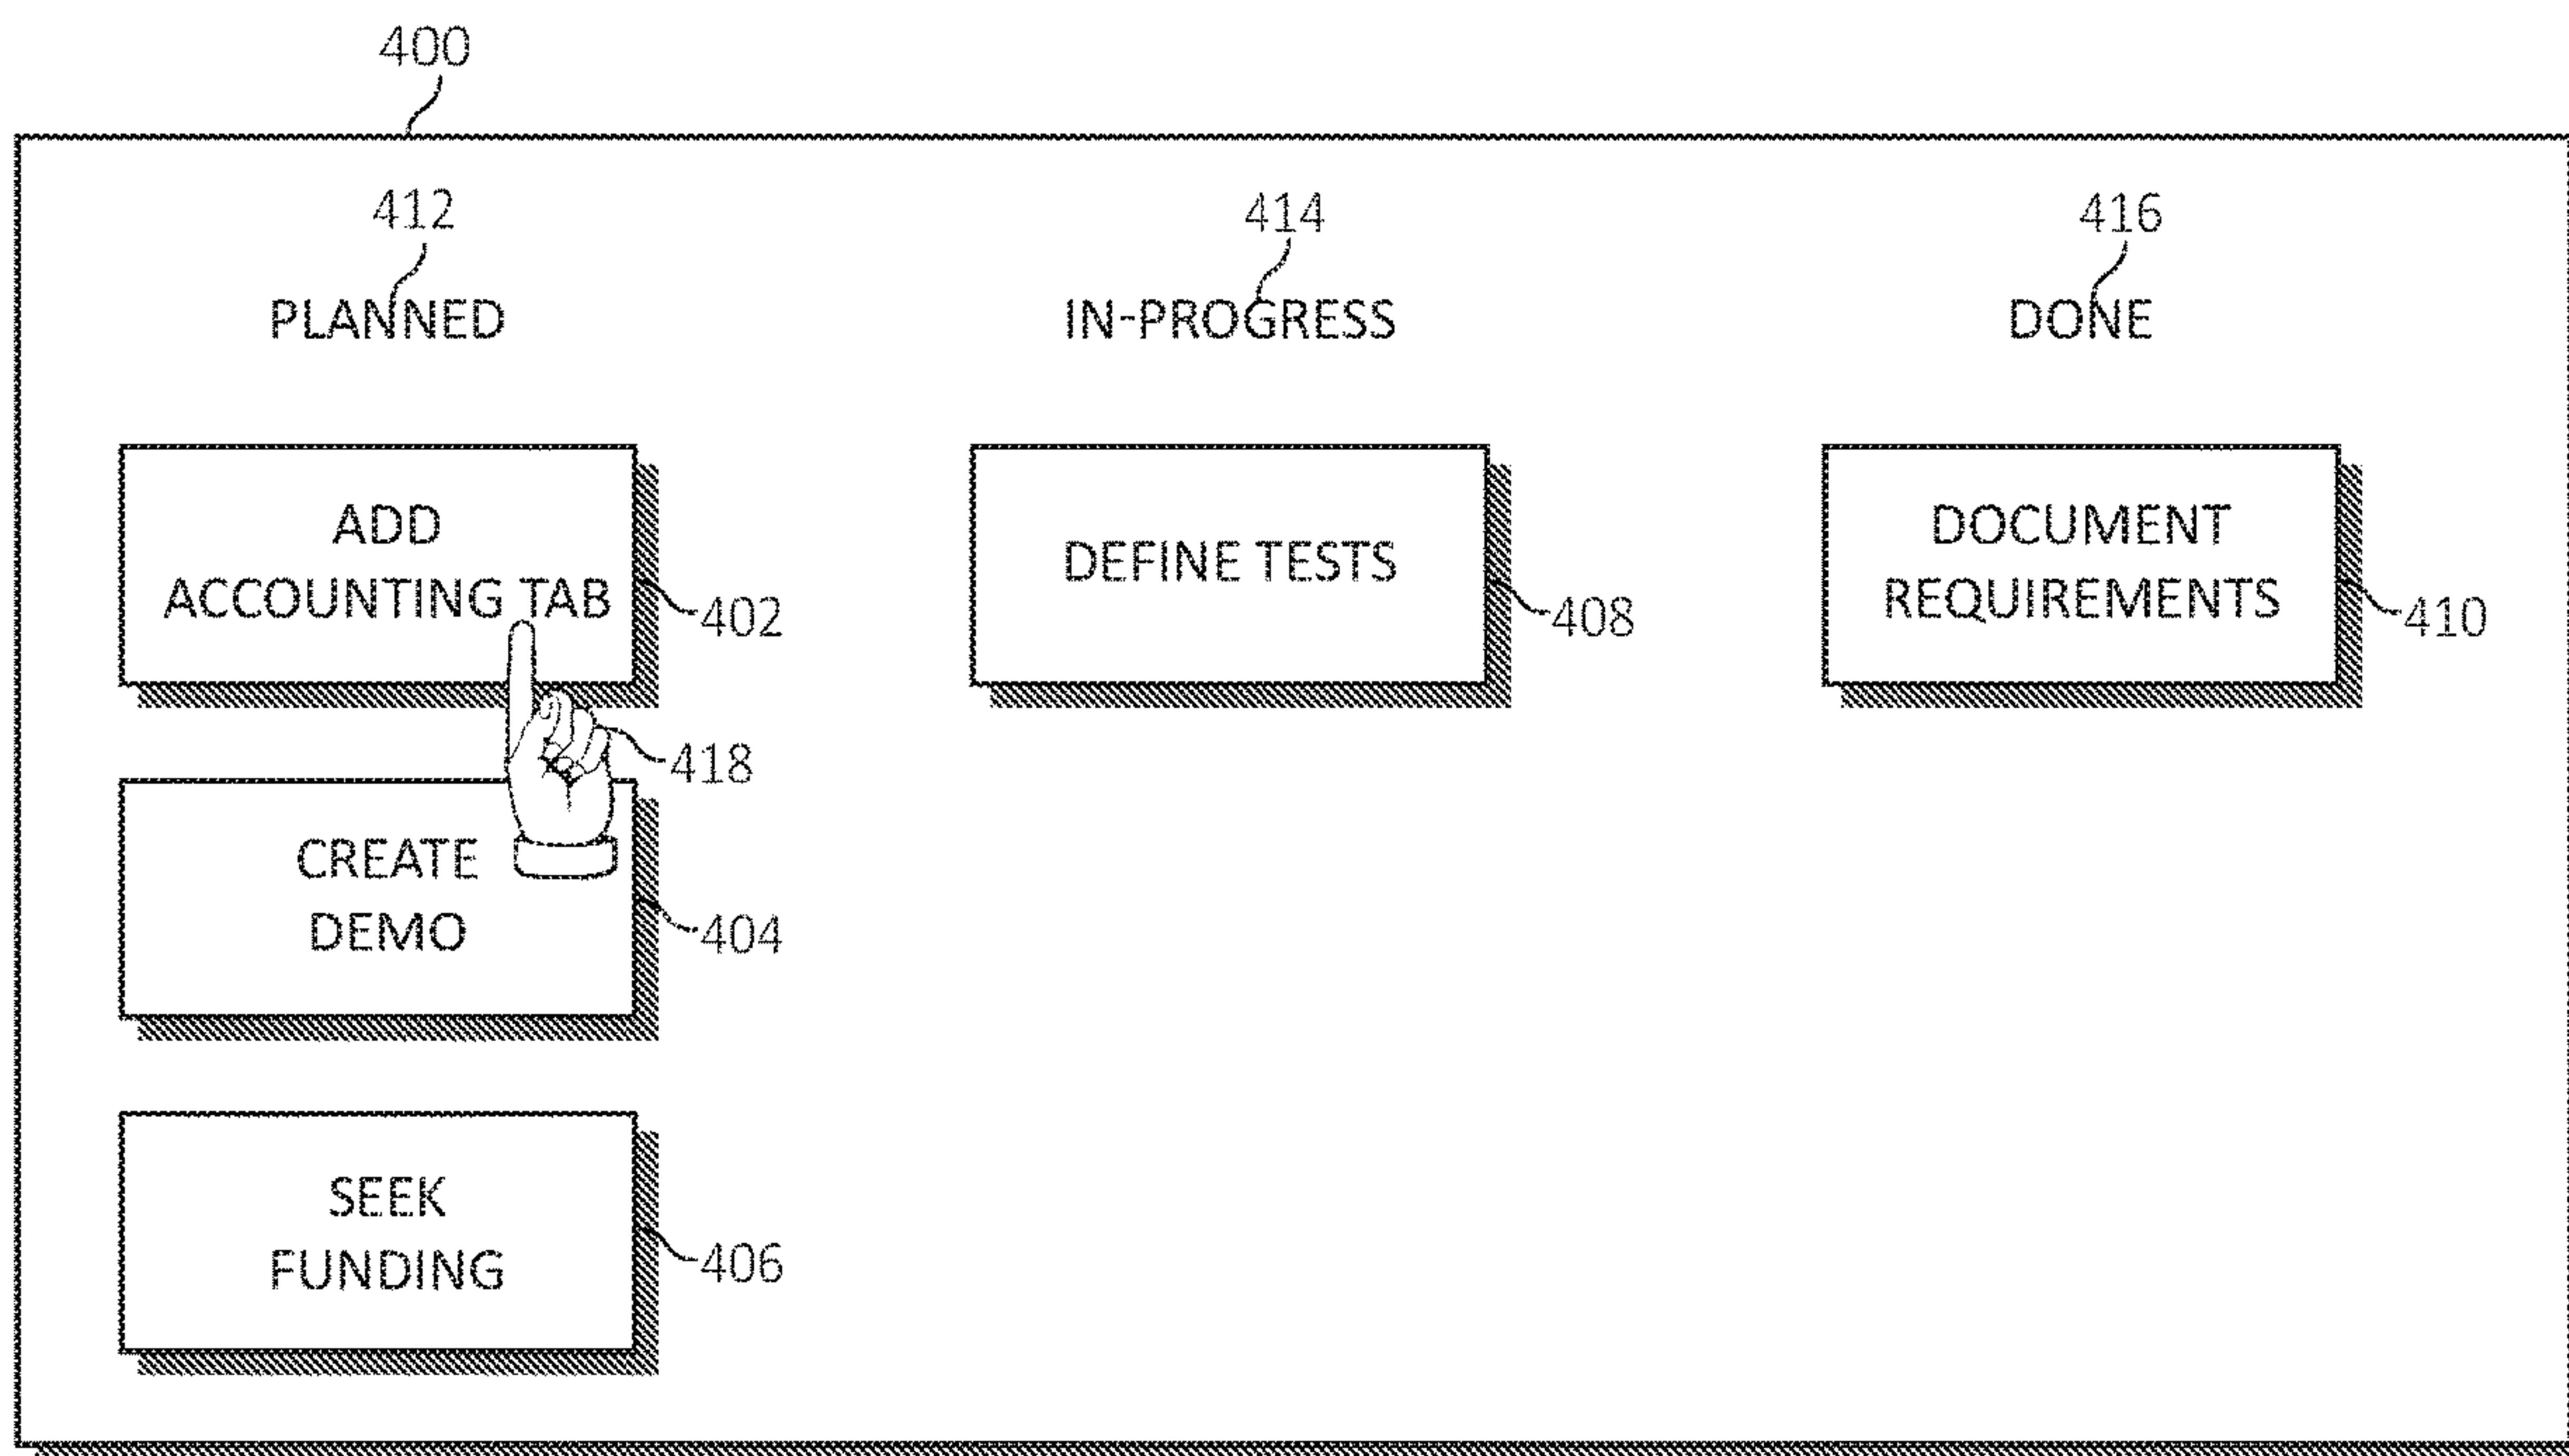 400
412
414
416
PLANNED
IN-PROGRESS
DONE
ADD
ACCOUNTING TAB
402
DEFINE TESTS
408
DOCUMENT
REQUIREMENTS
410
418
CREATE
DEMO
404
SEEK
FUNDING
406